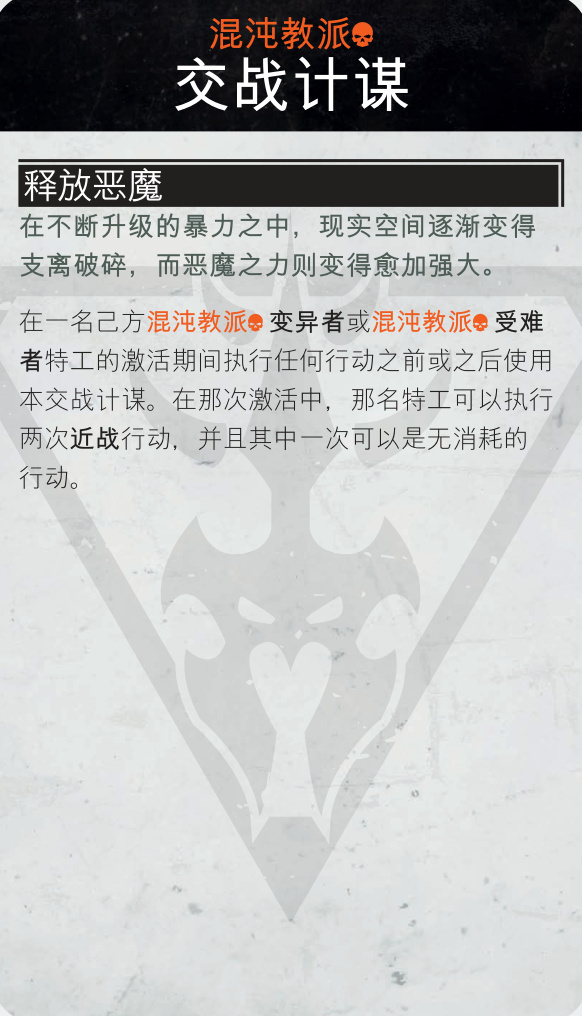 混沌教派
交战计谋
释放恶魔
在不断升级的暴力之中，现实空间逐渐变得
支离破碎，而恶魔之力则变得愈加强大。
在一名己方混沌教派 变异者或混沌教派 受难
者特工的激活期间执行任何行动之前或之后使用
本交战计谋。在那次激活中，那名特工可以执行
两次近战行动，并且其中一次可以是无消耗的
行动。